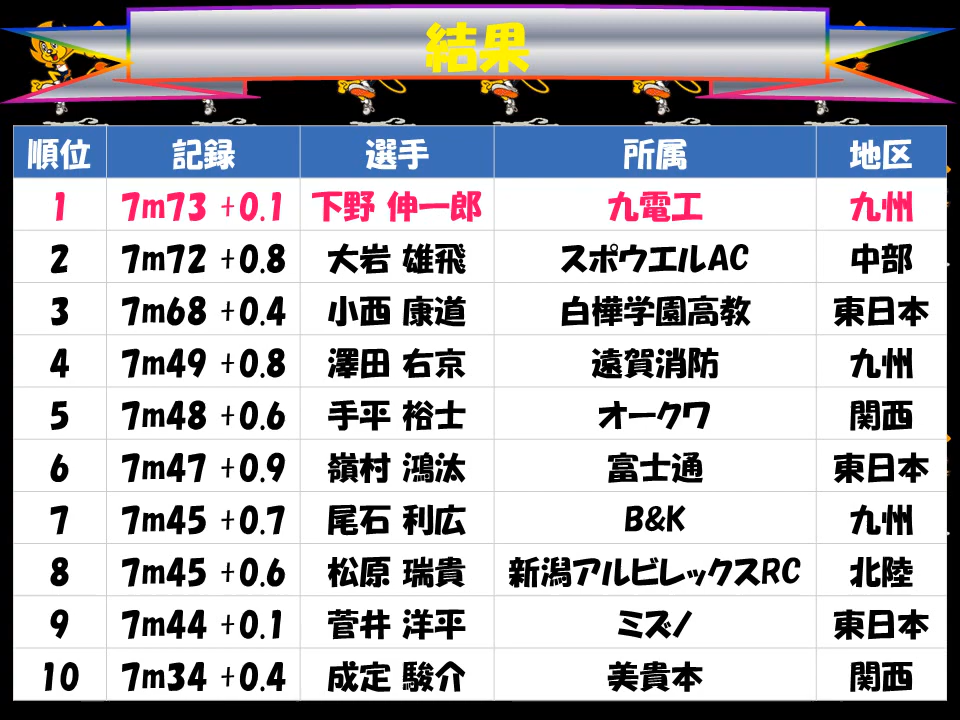 結果
順位 記録 選手 所属 地区
1 7m73 +0.1 下野 伸一郎 九電工 九州
2 7m72 +0.8 大岩 雄飛 スポウエルAC 中部
3 7m68 +0.4 小西 康道 白樺学園高教 東日本
4 7m49 +0.8 澤田 右京 遠賀消防 九州
5 7m48 +0.6 手平 裕士 オークワ 関西
6 7m47 +0.9 嶺村 鴻汰 富士通 東日本
7 7m45 +0.7 尾石 利広 B&K 九州
8 7m45 +0.6 松原 瑞貴 新潟アルビレックスRC 北陸
9 7m44 +0.1 菅井 洋平 ミズノ 東日本
10 7m34 +0.4 成定 駿介 美貴本 関西